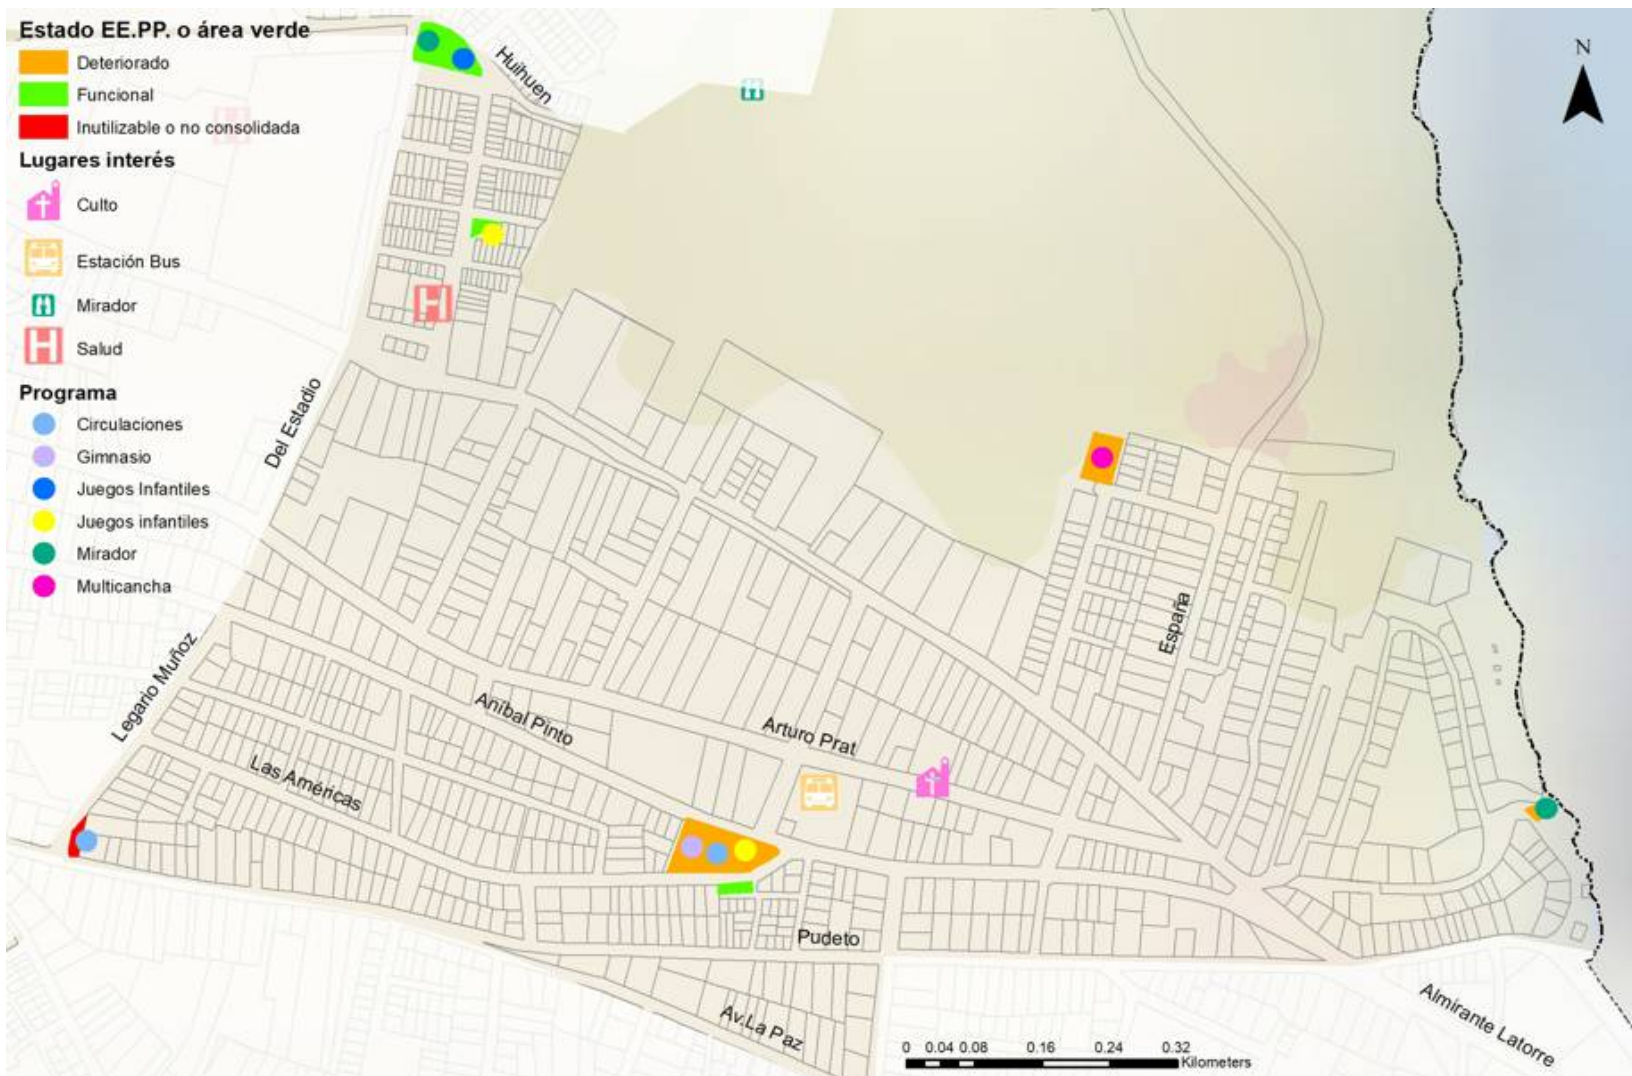 Estado EE.PP. o área verde
Deteriorado
Funcional
Inutilizable o no consolidada
Lugares interés
Culto
Estación Bus
Mirador
Salud
Programa
Circulaciones
Gimnasio
Juegos Infantiles
Juegos infantiles
Mirador
Multicancha
Huihuen
N
Del Estadio
Legario Muñoz
Las Américas
Aníbal Pinto
Arturo Prat
España
Pudeto
Av.La Paz
Almirante Latorre
0 0.04 0.08 0.16 0.24 0.32
Kilometers
H